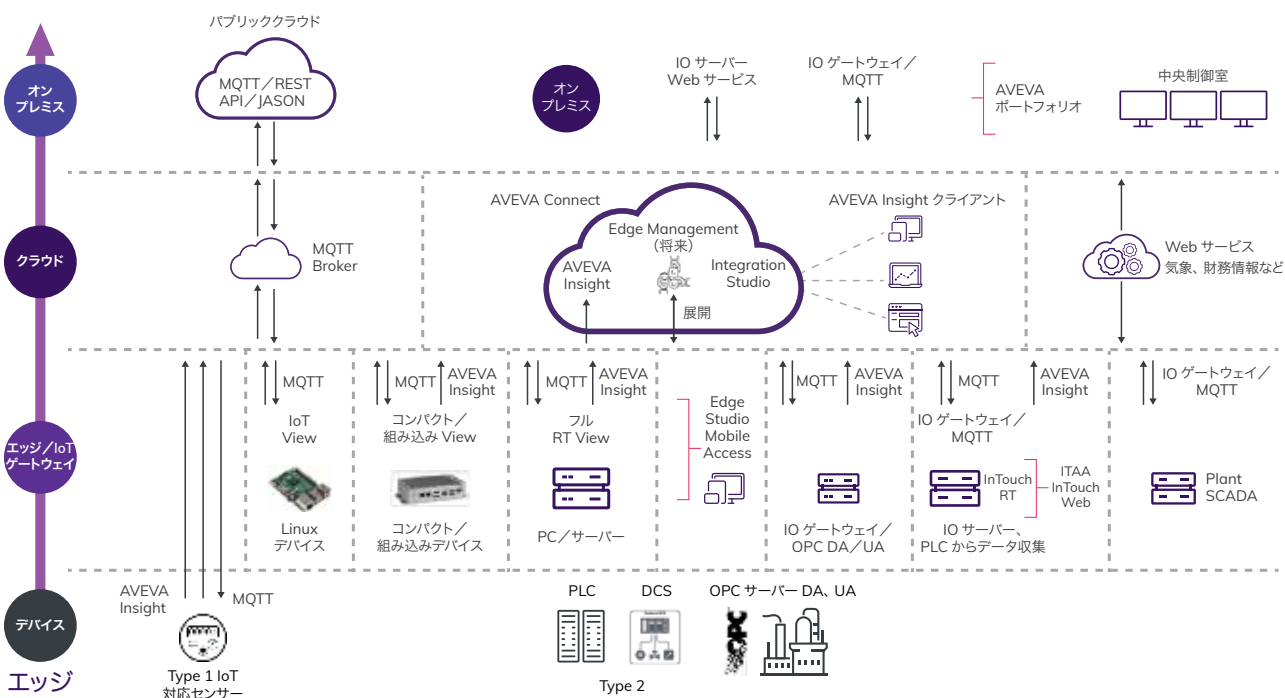 パブリッククラウド
オン
プレミス
MQTT／REST
API／JASON
オン
プレミス
IO サーバー
Web サービス
IO ゲートウェイ／
MQTT
AVEVA
ポートフォリオ
中央制御室
クラウド
MQTT
Broker
AVEVA Connect
Edge Management
（将来）
AVEVA
Insight
Integration
Studio
展開
AVEVA Insight クライアント
Web サービス
気象、財務情報など
エッジ／IoT
ゲートウェイ
MQTT
IoT
View
Linux
デバイス
MQTT
AVEVA
Insight
コンパクト／
組み込み View
コンパクト／
組み込みデバイス
MQTT
AVEVA
Insight
フル
RT View
PC／サーバー
Edge
Studio
Mobile
Access
MQTT
AVEVA
Insight
IO ゲートウェイ／
OPC DA／UA
MQTT
AVEVA
Insight
IO ゲートウェイ／
MQTT
InTouch
RT
ITAA
InTouch
Web
IO サーバー、
PLC からデータ収集
IO ゲートウェイ／
MQTT
Plant
SCADA
デバイス
エッジ
AVEVA
Insight
MQTT
Type 1 IoT
対応センサー
PLC
DCS
OPC サーバー DA、UA
OPC
Type 2